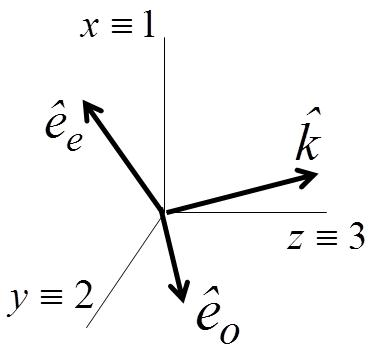 x ≡ 1
ê_e
k̂
z ≡ 3
y ≡ 2
ê_o